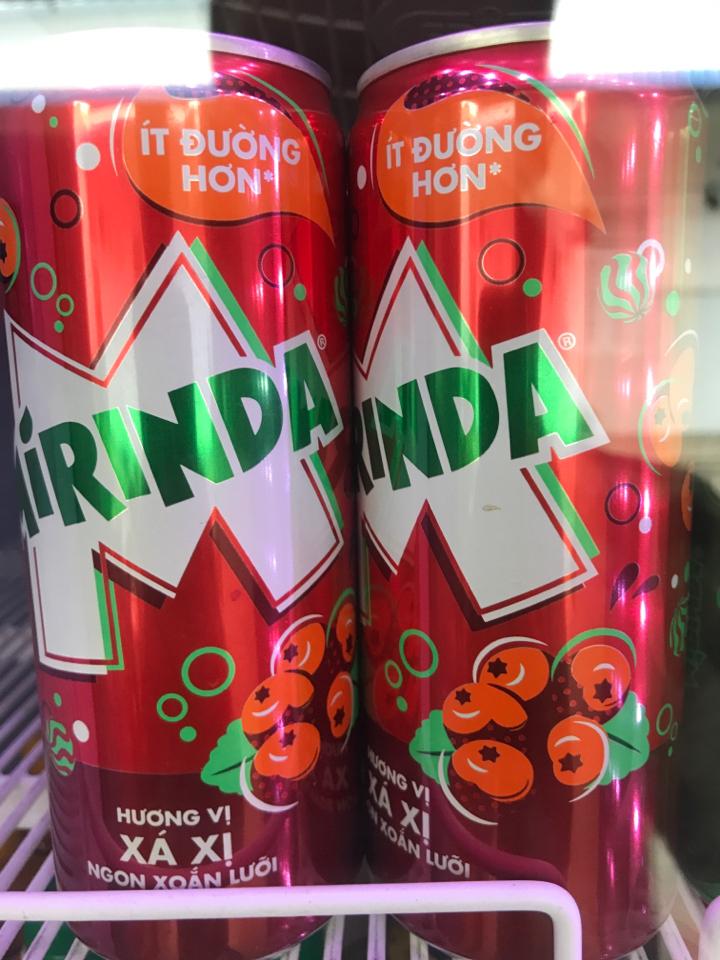 ÍT ĐƯỜNG
HƠN*
MiRINDA®
HƯƠNG VỊ
XÁ XỊ
NGON XOẮN LƯỠI
ÍT ĐƯỜNG
HƠN*
RINDA®
HƯƠNG VỊ
XÁ XỊ
XOẮN LƯỠI